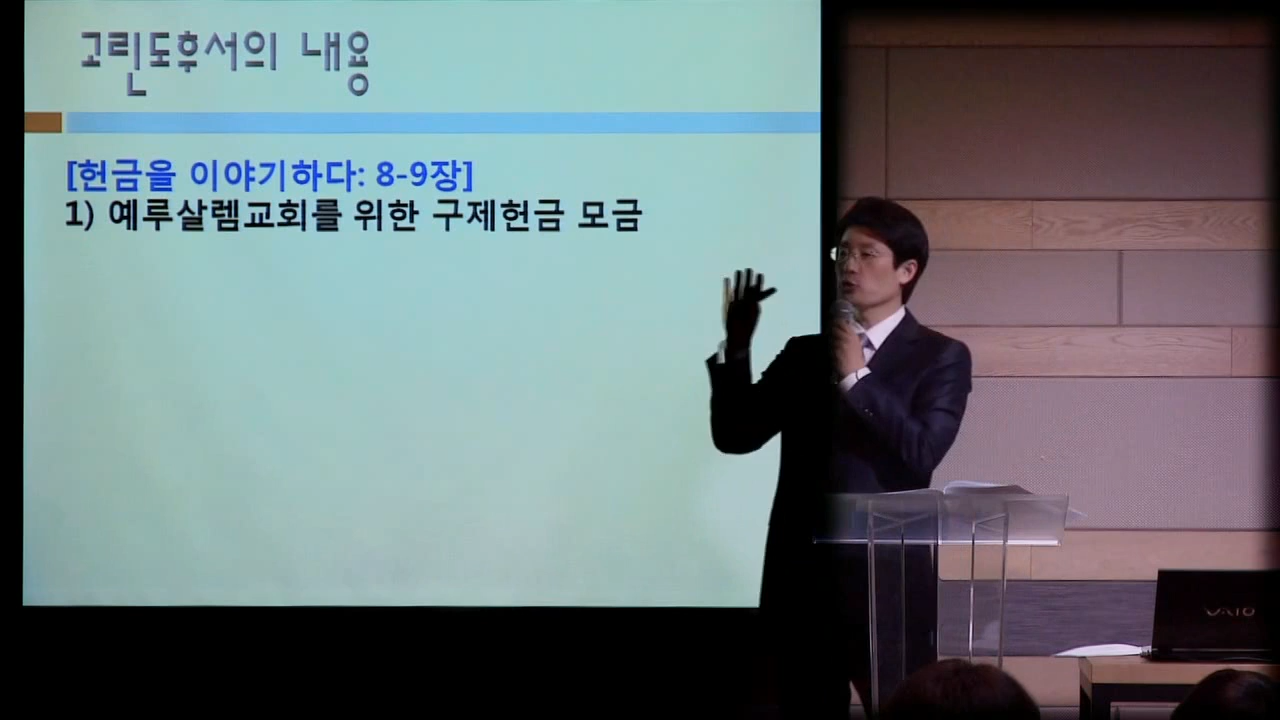 고린도후서의 내용
[헌금을 이야기하다: 8-9장]
1) 예루살렘교회를 위한 구제헌금 모금
VAIO